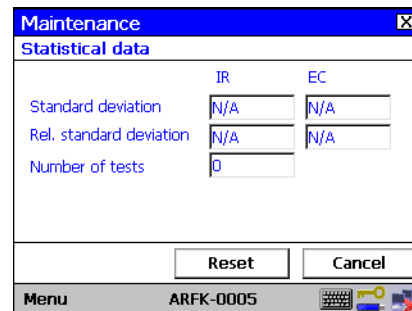 Maintenance X
Statistical data
IR EC
Standard deviation N/A N/A
Rel. standard deviation N/A N/A
Number of tests 0
Reset Cancel
Menu ARFK-0005